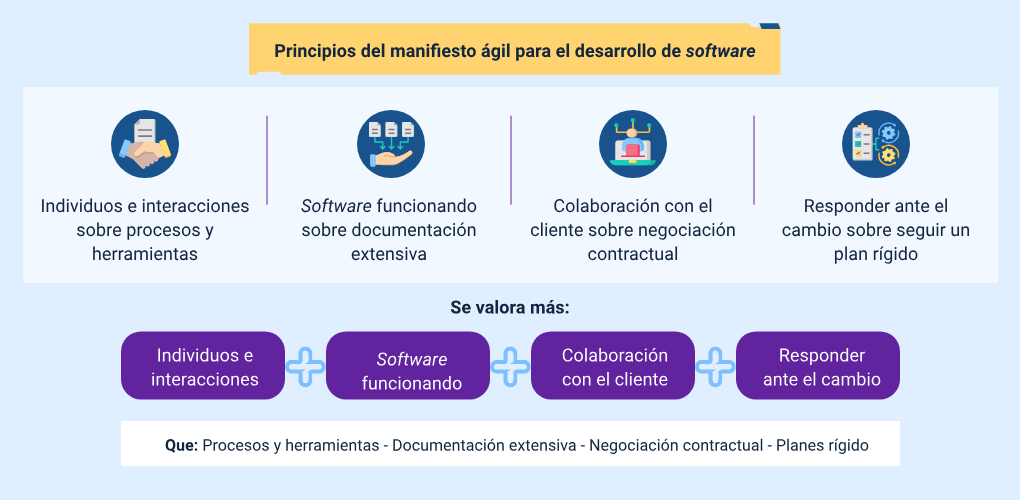 Principios del manifiesto ágil para el desarrollo de software
Individuos e interacciones
sobre procesos y
herramientas
Software funcionando
sobre documentación
extensiva
Colaboración con el
cliente sobre negociación
contractual
Responder ante el
cambio sobre seguir un
plan rígido
Se valora más:
Individuos e
interacciones
Software
funcionando
Colaboración
con el cliente
Responder
ante el cambio
Que: Procesos y herramientas - Documentación extensiva - Negociación contractual - Planes rígido